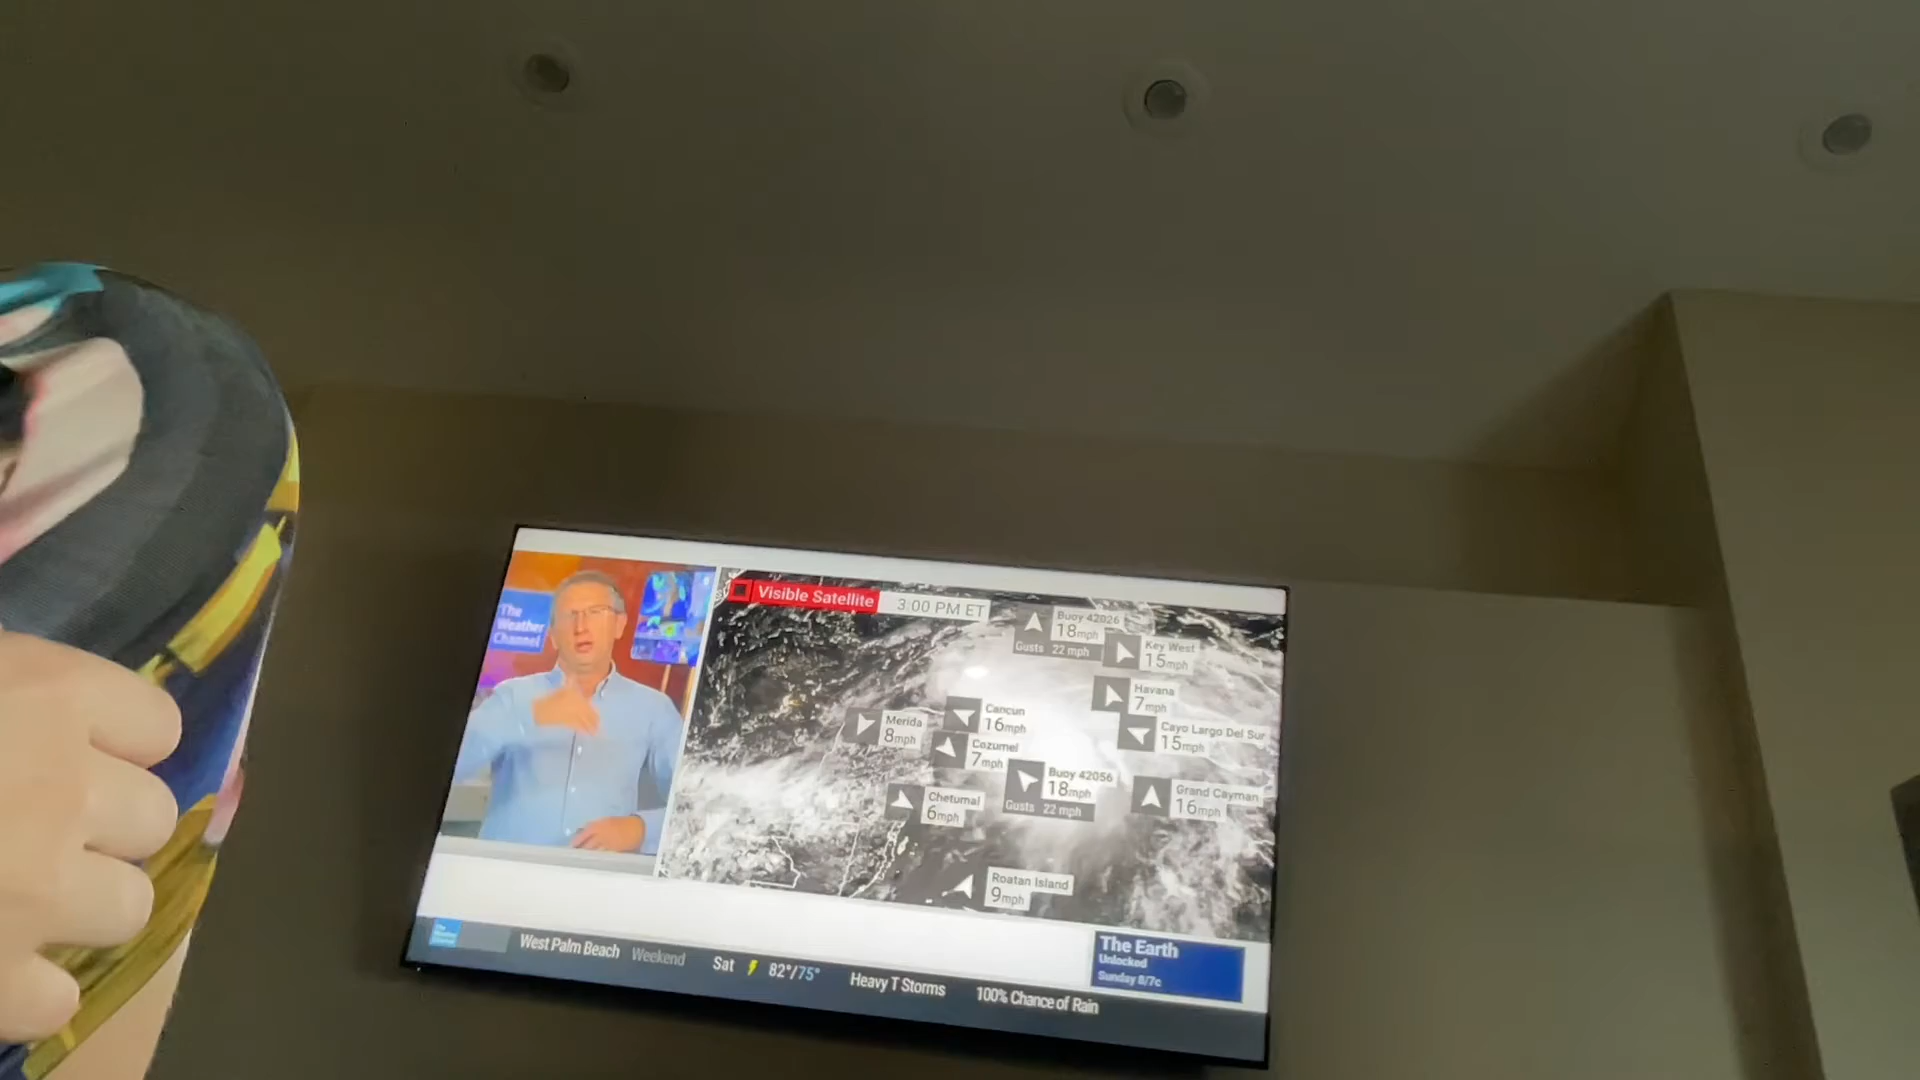 The
Weather
Channel
Visible Satellite
3:00 PM ET
Buoy 42026
18mph
Gusts 22 mph
Key West
15mph
Havana
7mph
Cancun
16mph
Merida
8mph
Cayo Largo Del Sur
15mph
Cozumel
7mph
Buoy 42056
18mph
Gusts 22 mph
Grand Cayman
16mph
Chetumal
6mph
Roatan Island
9mph
The
Weather
Channel
West Palm Beach Weekend Sat 82°/75° Heavy T Storms 100% Chance of Rain
The Earth
Unlocked
Sunday 8/7c